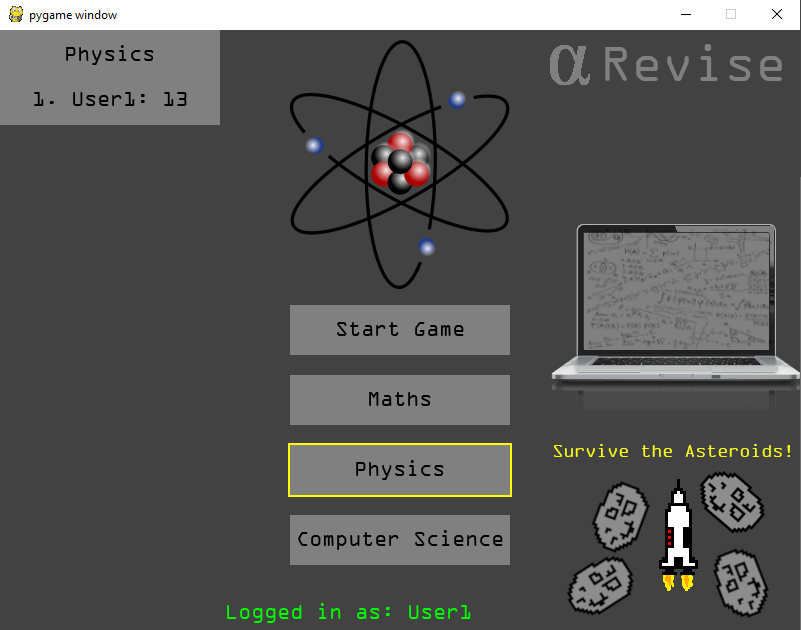 pygame window
Physics
1. User1: 13
αRevise
Start Game
Maths
Physics
Computer Science
Survive the Asteroids!
Logged in as: User1